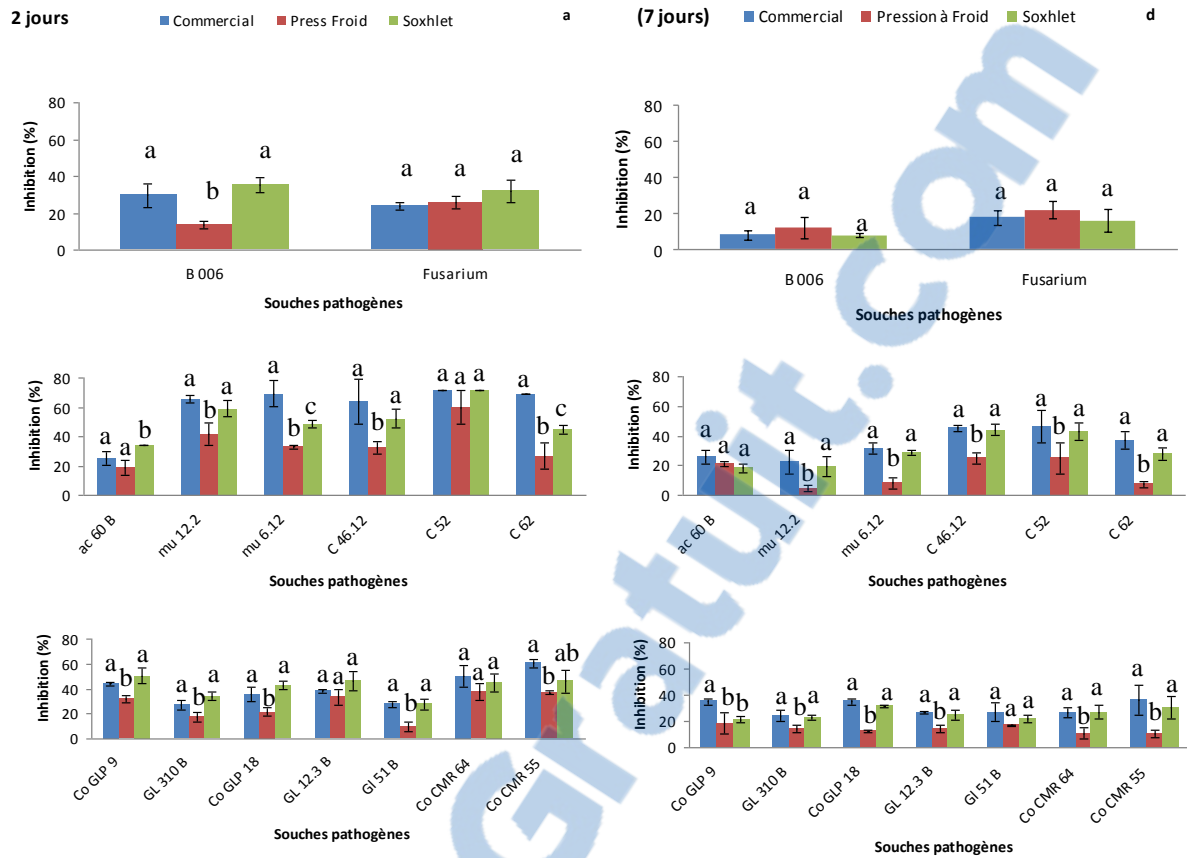 2 jours
Commercial
Press Froid
Soxhlet
a
Inhibition (%)
80
60
40
20
0
a
b
a
a
a
a
B 006
Fusarium
Souches pathogènes
Inhibition (%)
80
60
40
20
0
a
a
b
a
b
a
a
b
c
a
b
a
a
a
a
a
b
c
ac 60 B
mu 12.2
mu 6.12
C 46.12
C 52
C 62
Souches pathogènes
Inhibition (%)
80
60
40
20
0
a
b
a
a
b
a
a
b
a
a
a
a
a
b
a
a
a
a
a
b
ab
Co GLP 9
GL 310 B
Co GLP 18
GL 12.3 B
Gl 51 B
Co CMR 64
Co CMR 55
Souches pathogènes
(7 jours)
Commercial
Pression à Froid
Soxhlet
d
Inhibition (%)
80
60
40
20
0
a
a
a
a
a
a
B 006
Fusarium
Souches pathogènes
Inhibition (%)
80
60
40
20
0
a
a
a
a
b
a
a
b
a
a
b
a
a
b
a
a
b
a
ac 60 B
mu 12.2
mu 6.12
C 46.12
C 52
C 62
Souches pathogènes
Inhibition (%)
80
60
40
20
0
a
b
b
a
b
a
a
b
a
a
b
a
a
a
a
a
b
a
a
b
a
Co GLP 9
GL 310 B
Co GLP 18
GL 12.3 B
Gl 51 B
Co CMR 64
Co CMR 55
Souches pathogènes
Gratuit.com